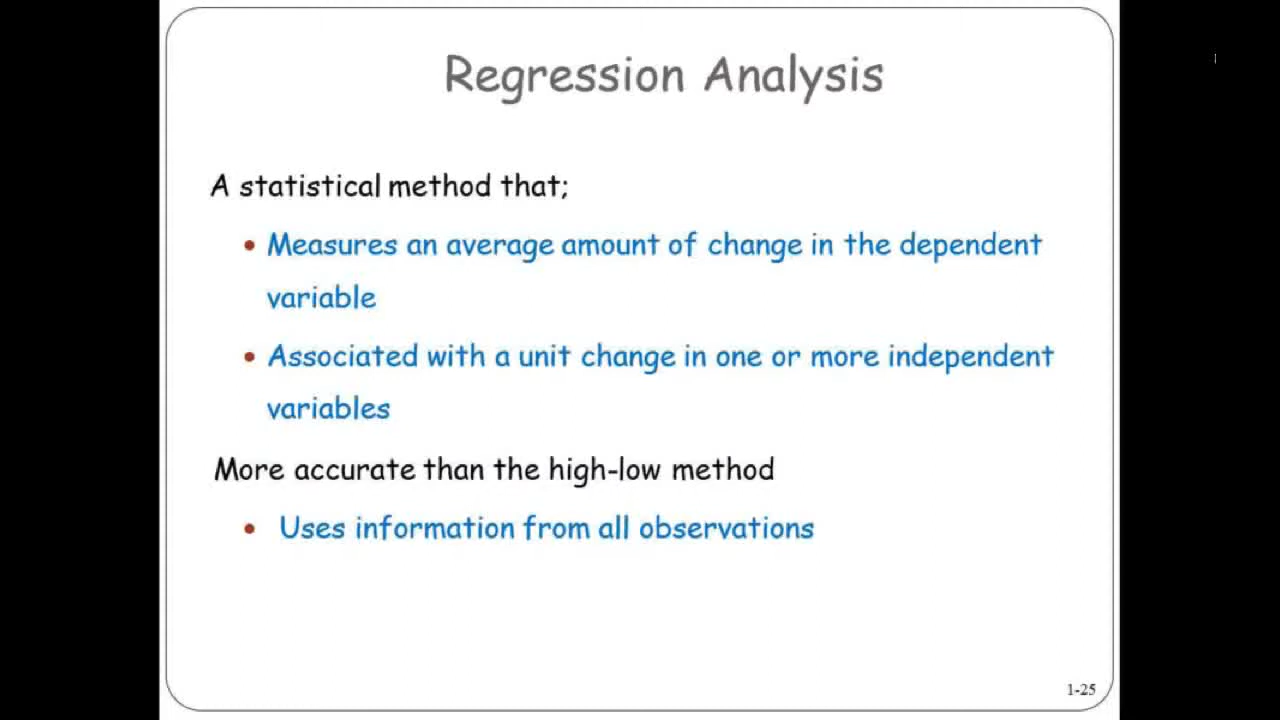 Regression Analysis
A statistical method that;
• Measures an average amount of change in the dependent
variable
• Associated with a unit change in one or more independent
variables
More accurate than the high-low method
• Uses information from all observations
1-25